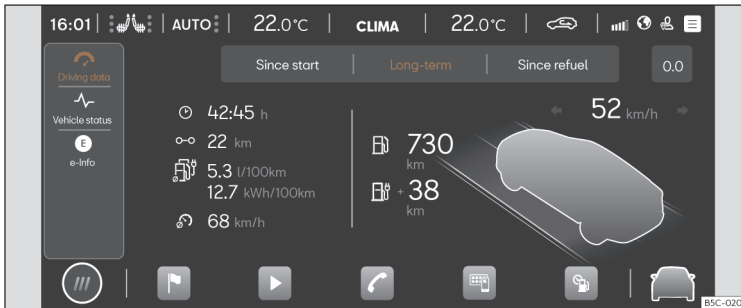 16:01 AUTO 22.0°C CLIMA 22.0°C
Since start Long-term Since refuel 0.0
Driving data
Vehicle status
E
e-Info
42:45 h
22 km
5.3 l/100km
12.7 kWh/100km
68 km/h
730
km
+ 38
km
52 km/h
B5C-020